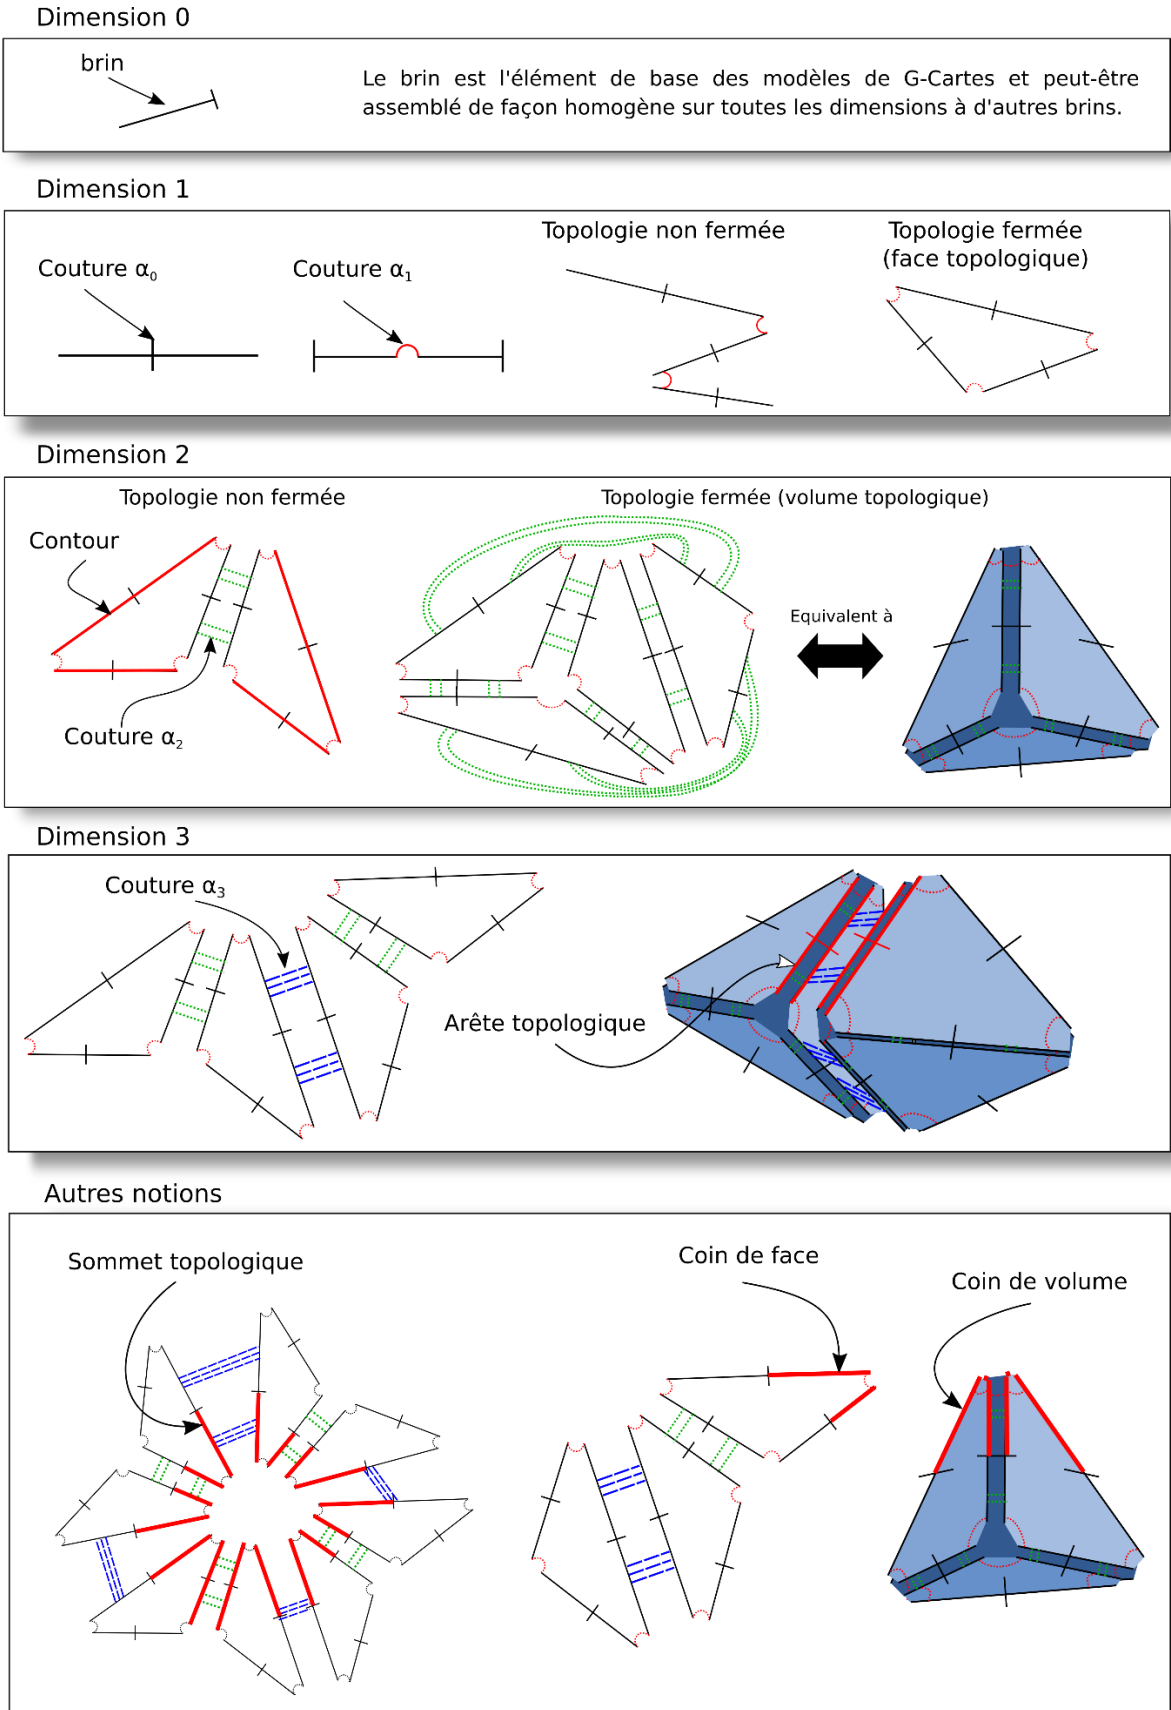 Dimension 0
brin
Le brin est l'élément de base des modèles de G-Cartes et peut-être
assemblé de façon homogène sur toutes les dimensions à d'autres brins.
Dimension 1
Couture α₀
Couture α₁
Topologie non fermée
Topologie fermée
(face topologique)
Dimension 2
Topologie non fermée
Topologie fermée (volume topologique)
Contour
Couture α₂
Equivalent à
Dimension 3
Couture α₃
Arête topologique
Autres notions
Sommet topologique
Coin de face
Coin de volume